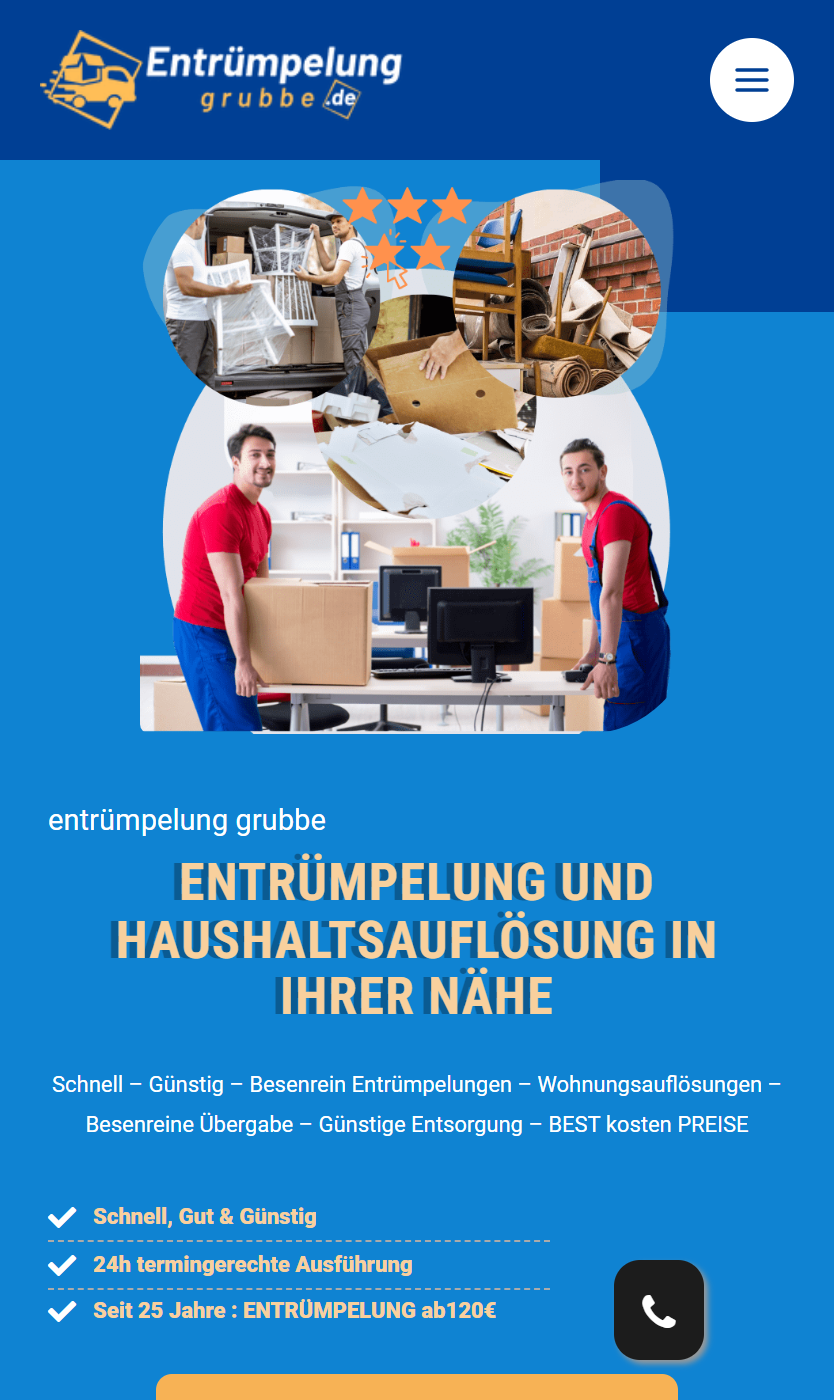 Entrümpelung
grubbe .de
entrümpelung grubbe
ENTRÜMPELUNG UND
HAUSHALTSAUFLÖSUNG IN
IHRER NÄHE
Schnell – Günstig – Besenrein Entrümpelungen – Wohnungsauflösungen –
Besenreine Übergabe – Günstige Entsorgung – BEST kosten PREISE
Schnell, Gut & Günstig
24h termingerechte Ausführung
Seit 25 Jahre : ENTRÜMPELUNG ab120€